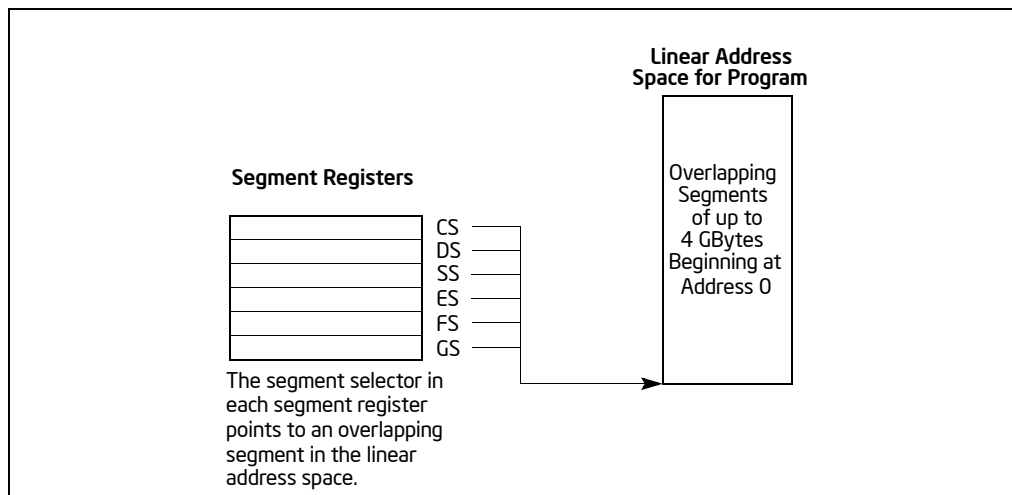 Linear Address
Space for Program
Overlapping
Segments
of up to
4 GBytes
Beginning at
Address 0
Segment Registers
CS
DS
SS
ES
FS
GS
The segment selector in
each segment register
points to an overlapping
segment in the linear
address space.